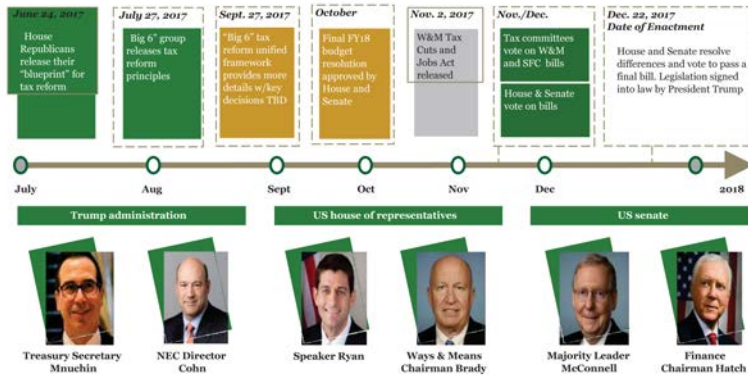 June 24, 2017
House
Republicans
release their
"blueprint" for
tax reform
July 27, 2017
Big 6" group
releases tax
reform
principles
Sept. 27, 2017
"Big 6" tax
reform unified
framework
provides more
details w/key
decisions TBD
October
Final FY18
budget
resolution
approved by
House and
Senate
Nov. 2, 2017
W&M Tax
Cuts and
Jobs Act
released
Nov./Dec.
Tax committees
vote on W&M
and SFC bills
House & Senate
vote on bills
Dec. 22, 2017
Date of Enactment
House and Senate resolve
differences and vote to pass a
final bill. Legislation signed
into law by President Trump
July
Aug
Sept
Oct
Nov
Dec
2018
Trump administration
US house of representatives
US senate
Treasury Secretary
Mnuchin
NEC Director
Cohn
Speaker Ryan
Ways & Means
Chairman Brady
Majority Leader
McConnell
Finance
Chairman Hatch